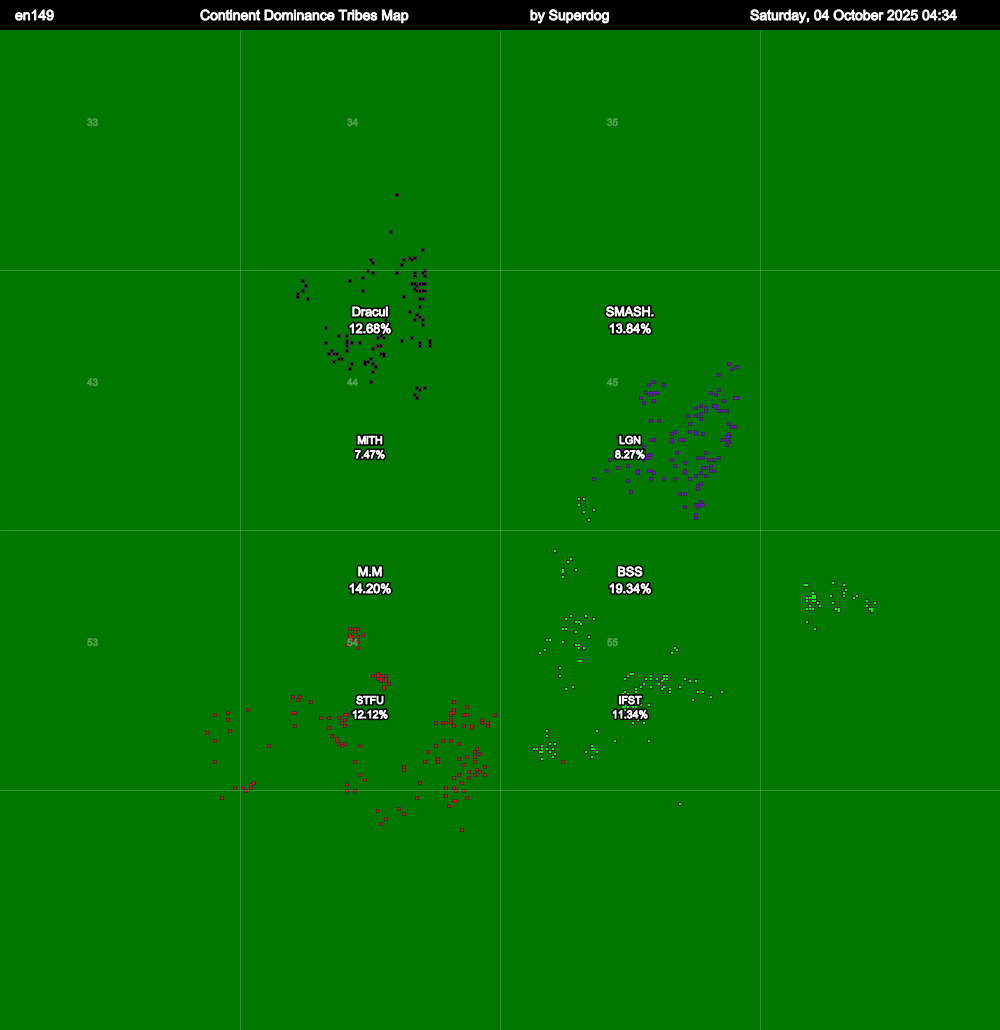 en149 Continent Dominance Tribes Map by Superdog Saturday, 04 October 2025 04:34
33 34 35
Dracul SMASH.
12.68% 13.84%
43 44 45
MITH LGN
7.47% 8.27%
M.M BSS
14.20% 19.34%
53 54 55
STFU IFST
12.12% 11.34%